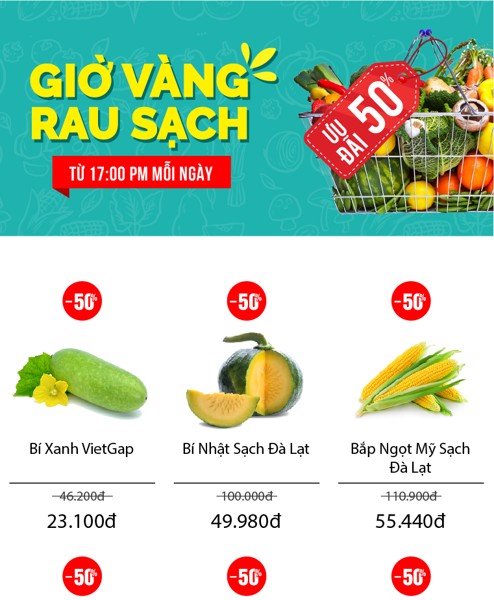 GIỜ VÀNG
RAU SẠCH
TỪ 17:00 PM MỖI NGÀY
ƯU
ĐÃI 50%
-50%
-50%
-50%
Bí Xanh VietGap
Bí Nhật Sạch Đà Lạt
Bắp Ngọt Mỹ Sạch
Đà Lạt
46.200đ
100.000đ
110.900đ
23.100đ
49.980đ
55.440đ
-50%
-50%
-50%